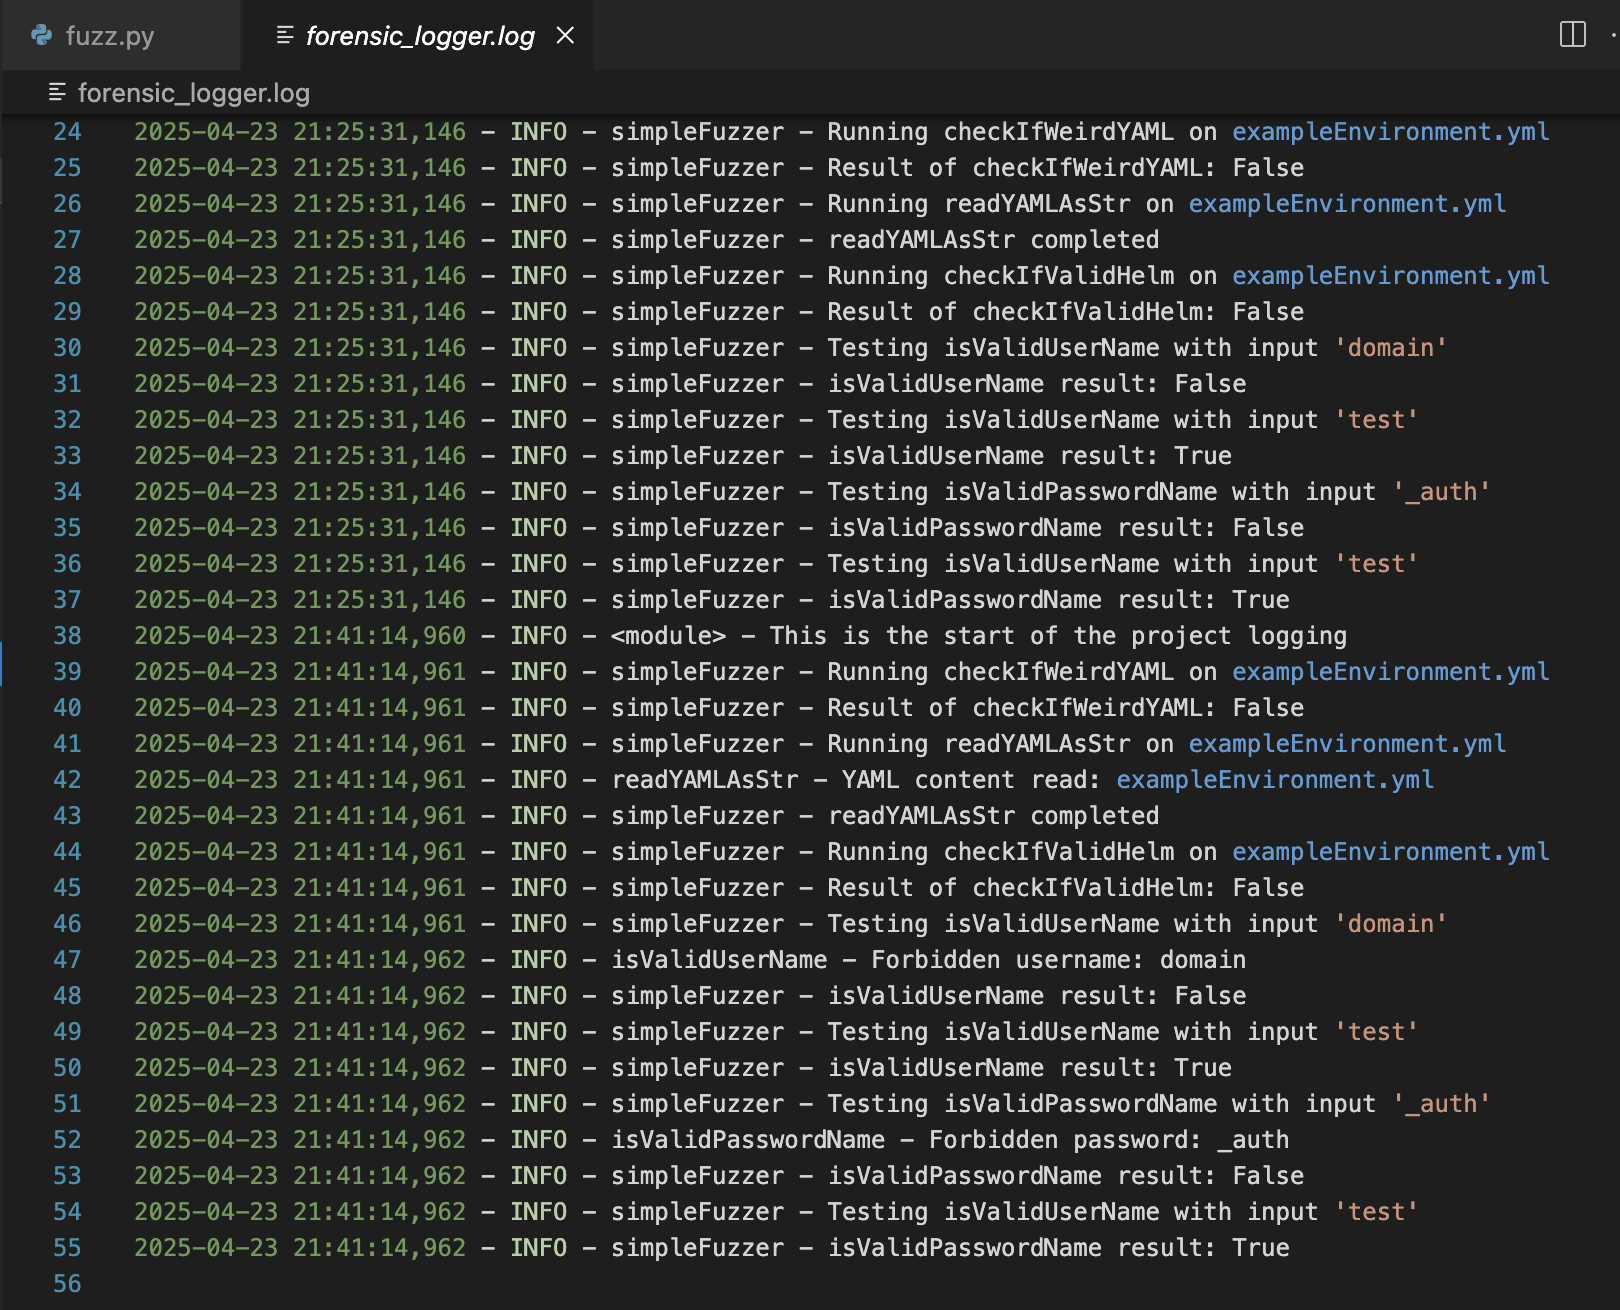 fuzz.py
forensic_logger.log
forensic_logger.log
24 2025-04-23 21:25:31,146 - INFO - simpleFuzzer - Running checkIfWeirdYAML on exampleEnvironment.yml
25 2025-04-23 21:25:31,146 - INFO - simpleFuzzer - Result of checkIfWeirdYAML: False
26 2025-04-23 21:25:31,146 - INFO - simpleFuzzer - Running readYAMLAsStr on exampleEnvironment.yml
27 2025-04-23 21:25:31,146 - INFO - simpleFuzzer - readYAMLAsStr completed
28 2025-04-23 21:25:31,146 - INFO - simpleFuzzer - Running checkIfValidHelm on exampleEnvironment.yml
29 2025-04-23 21:25:31,146 - INFO - simpleFuzzer - Result of checkIfValidHelm: False
30 2025-04-23 21:25:31,146 - INFO - simpleFuzzer - Testing isValidUserName with input 'domain'
31 2025-04-23 21:25:31,146 - INFO - simpleFuzzer - isValidUserName result: False
32 2025-04-23 21:25:31,146 - INFO - simpleFuzzer - Testing isValidUserName with input 'test'
33 2025-04-23 21:25:31,146 - INFO - simpleFuzzer - isValidUserName result: True
34 2025-04-23 21:25:31,146 - INFO - simpleFuzzer - Testing isValidPasswordName with input '_auth'
35 2025-04-23 21:25:31,146 - INFO - simpleFuzzer - isValidPasswordName result: False
36 2025-04-23 21:25:31,146 - INFO - simpleFuzzer - Testing isValidUserName with input 'test'
37 2025-04-23 21:25:31,146 - INFO - simpleFuzzer - isValidPasswordName result: True
38 2025-04-23 21:41:14,960 - INFO - <module> - This is the start of the project logging
39 2025-04-23 21:41:14,961 - INFO - simpleFuzzer - Running checkIfWeirdYAML on exampleEnvironment.yml
40 2025-04-23 21:41:14,961 - INFO - simpleFuzzer - Result of checkIfWeirdYAML: False
41 2025-04-23 21:41:14,961 - INFO - simpleFuzzer - Running readYAMLAsStr on exampleEnvironment.yml
42 2025-04-23 21:41:14,961 - INFO - readYAMLAsStr - YAML content read: exampleEnvironment.yml
43 2025-04-23 21:41:14,961 - INFO - simpleFuzzer - readYAMLAsStr completed
44 2025-04-23 21:41:14,961 - INFO - simpleFuzzer - Running checkIfValidHelm on exampleEnvironment.yml
45 2025-04-23 21:41:14,961 - INFO - simpleFuzzer - Result of checkIfValidHelm: False
46 2025-04-23 21:41:14,961 - INFO - simpleFuzzer - Testing isValidUserName with input 'domain'
47 2025-04-23 21:41:14,962 - INFO - isValidUserName - Forbidden username: domain
48 2025-04-23 21:41:14,962 - INFO - simpleFuzzer - isValidUserName result: False
49 2025-04-23 21:41:14,962 - INFO - simpleFuzzer - Testing isValidUserName with input 'test'
50 2025-04-23 21:41:14,962 - INFO - simpleFuzzer - isValidUserName result: True
51 2025-04-23 21:41:14,962 - INFO - simpleFuzzer - Testing isValidPasswordName with input '_auth'
52 2025-04-23 21:41:14,962 - INFO - isValidPasswordName - Forbidden password: _auth
53 2025-04-23 21:41:14,962 - INFO - simpleFuzzer - isValidPasswordName result: False
54 2025-04-23 21:41:14,962 - INFO - simpleFuzzer - Testing isValidUserName with input 'test'
55 2025-04-23 21:41:14,962 - INFO - simpleFuzzer - isValidPasswordName result: True
56